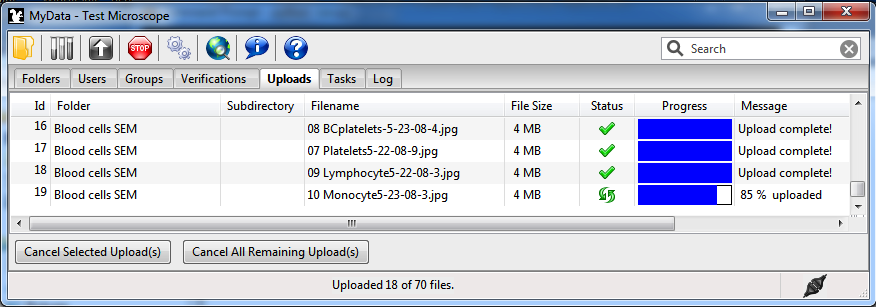 MyData - Test Microscope
STOP
Search
Folders Users Groups Verifications Uploads Tasks Log
Id Folder Subdirectory Filename File Size Status Progress Message
16 Blood cells SEM 08 BCplatelets-5-23-08-4.jpg 4 MB Upload complete!
17 Blood cells SEM 07 Platelets5-22-08-9.jpg 4 MB Upload complete!
18 Blood cells SEM 09 Lymphocyte5-22-08-3.jpg 4 MB Upload complete!
19 Blood cells SEM 10 Monocyte5-23-08-3.jpg 4 MB 85 % uploaded
Cancel Selected Upload(s) Cancel All Remaining Upload(s)
Uploaded 18 of 70 files.